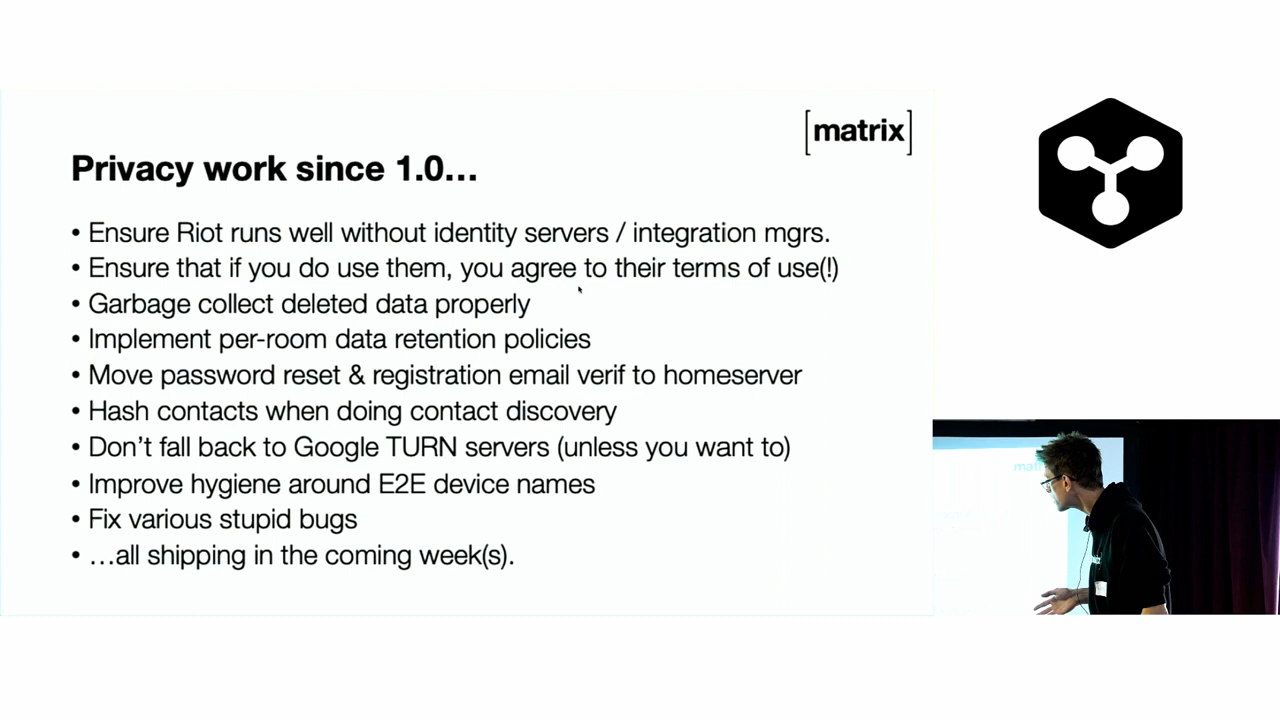 [matrix]
Privacy work since 1.0…
• Ensure Riot runs well without identity servers / integration mgrs.
• Ensure that if you do use them, you agree to their terms of use(!)
• Garbage collect deleted data properly
• Implement per-room data retention policies
• Move password reset & registration email verif to homeserver
• Hash contacts when doing contact discovery
• Don’t fall back to Google TURN servers (unless you want to)
• Improve hygiene around E2E device names
• Fix various stupid bugs
• …all shipping in the coming week(s).